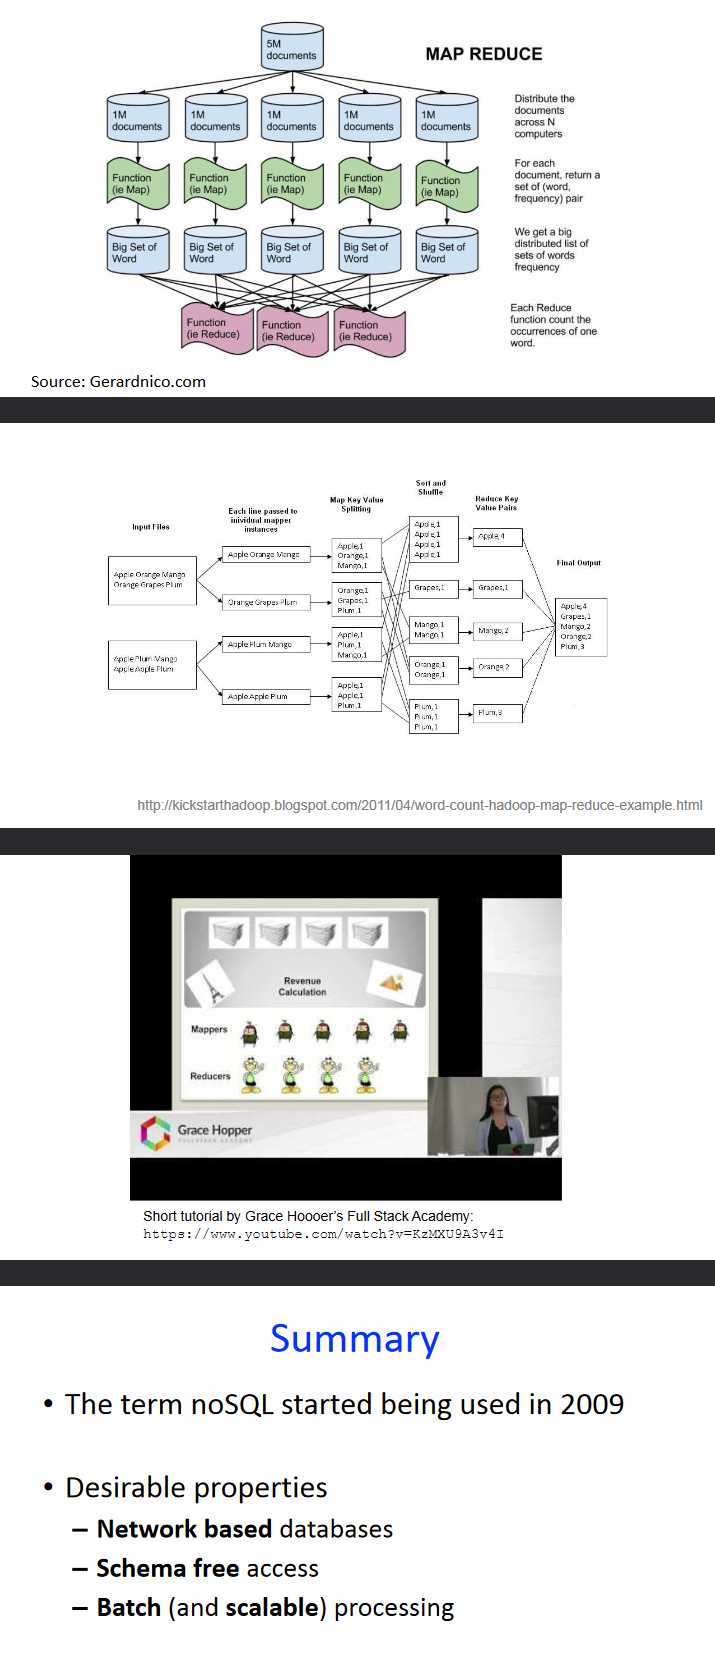 5M
documents
MAP REDUCE
1M
documents
1M
documents
1M
documents
1M
documents
1M
documents
Distribute the
documents
across N
computers
Function
(ie Map)
Function
(ie Map)
Function
(ie Map)
Function
(ie Map)
Function
(ie Map)
For each
document, return a
set of (word,
frequency) pair
Big Set of
Word
Big Set of
Word
Big Set of
Word
Big Set of
Word
Big Set of
Word
We get a big
distributed list of
sets of words
frequency
Function
(ie Reduce)
Function
(ie Reduce)
Function
(ie Reduce)
Each Reduce
function count the
occurrences of one
word.
Source: Gerardnico.com
Input Files
Each line passed to
inividual mapper
instances
Map Key Value
Splitting
Sort and
Shuffle
Reduce Key
Value Pairs
Final Output
Apple Orange Mango
Orange Grapes Plum
Apple Plum Mango
Apple Apple Plum
Apple Orange Mango
Orange Grapes Plum
Apple Plum Mango
Apple Apple Plum
Apple,1
Orange,1
Mango,1
Orange,1
Grapes,1
Plum,1
Apple,1
Plum,1
Mango,1
Apple,1
Apple,1
Plum,1
Apple,1
Apple,1
Apple,1
Apple,1
Grapes,1
Mango,1
Mango,1
Orange,1
Orange,1
Plum,1
Plum,1
Plum,1
Apple,4
Grapes,1
Mango,2
Orange,2
Plum,3
Apple,4
Grapes,1
Mango,2
Orange,2
Plum,3
http://kickstarthadoop.blogspot.com/2011/04/word-count-hadoop-map-reduce-example.html
Revenue
Calculation
Mappers
Reducers
Grace Hopper
FULLSTACK ACADEMY
Short tutorial by Grace Hoooer’s Full Stack Academy:
https://www.youtube.com/watch?v=KzMXU9A3v4I
Summary
• The term noSQL started being used in 2009
• Desirable properties
– Network based databases
– Schema free access
– Batch (and scalable) processing